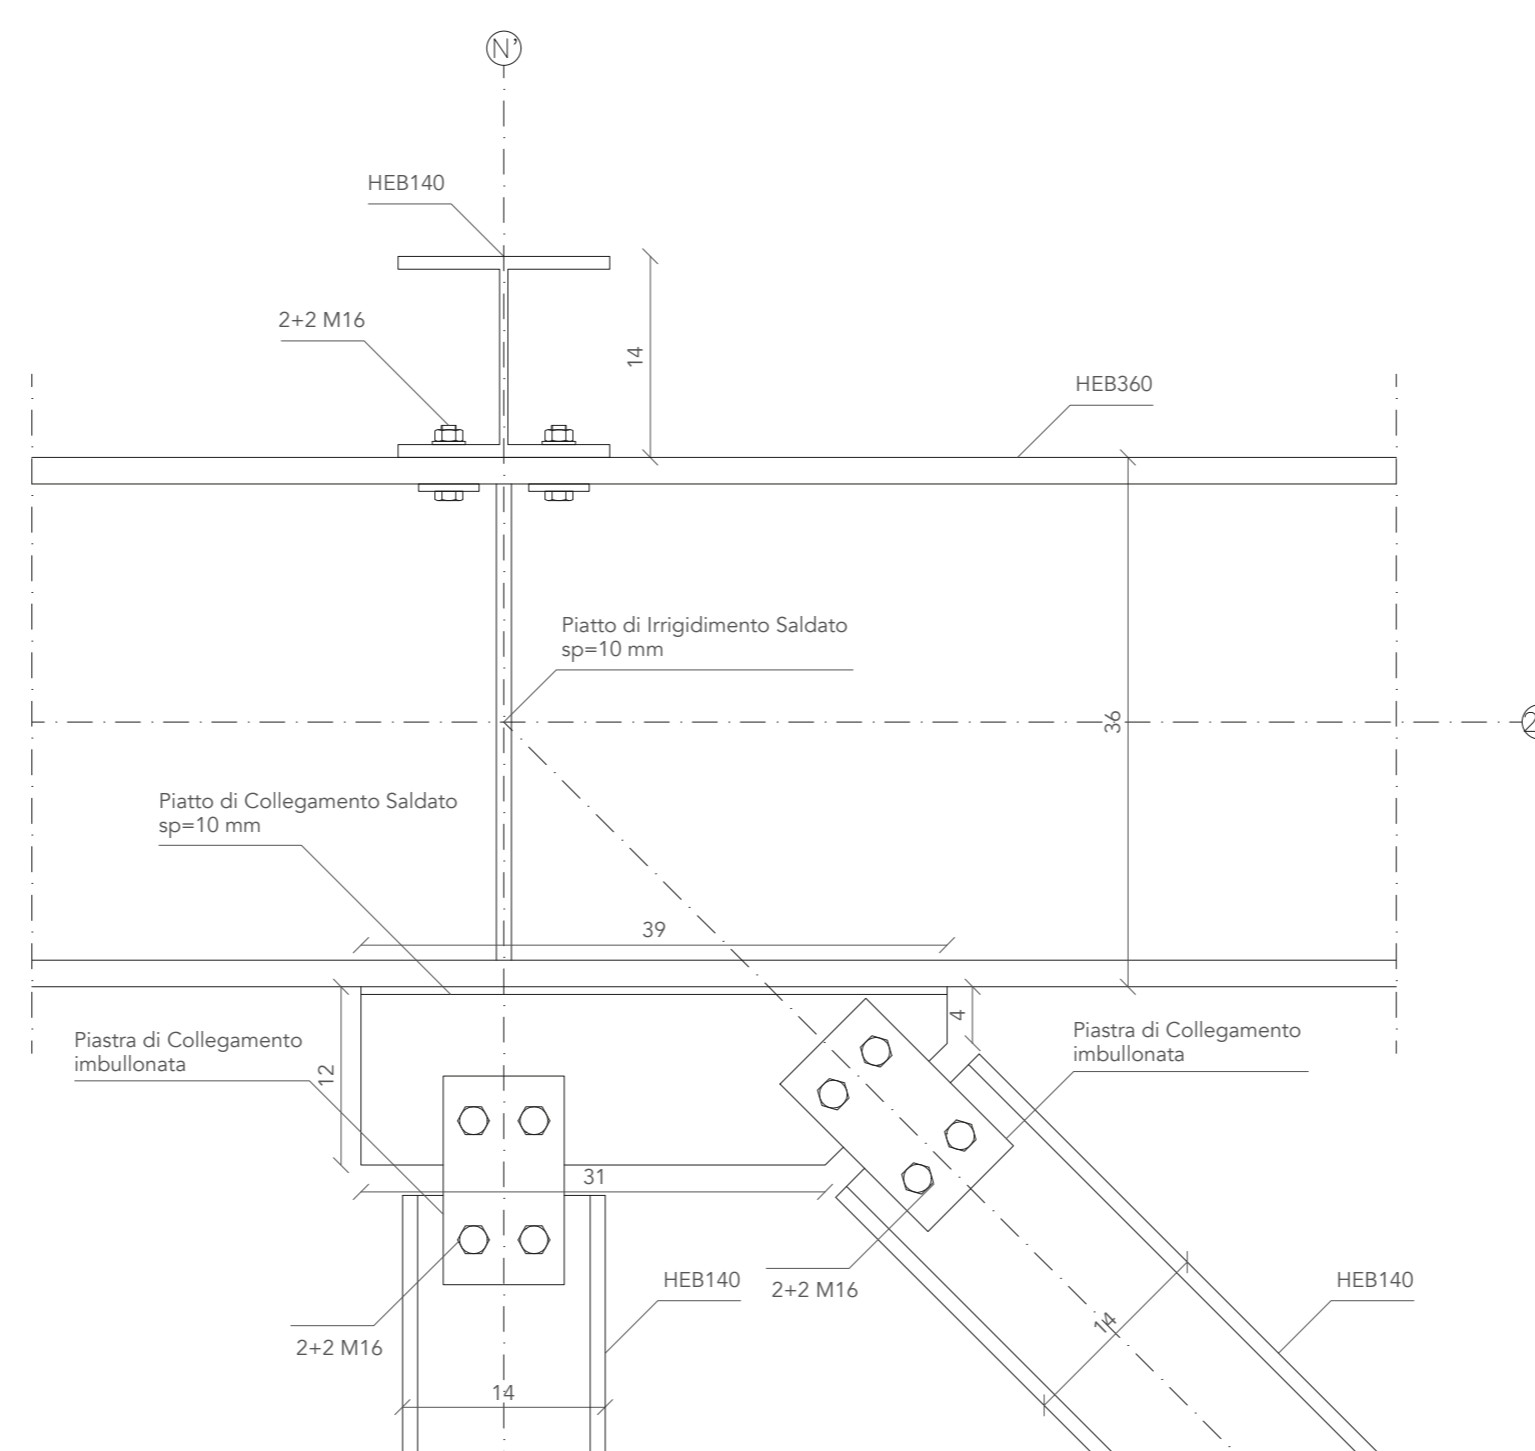 N'
HEB140
2+2 M16
14
HEB360
Piatto di Irrigidimento Saldato
sp=10 mm
36
2
Piatto di Collegamento Saldato
sp=10 mm
39
4
Piastra di Collegamento
imbullonata
Piastra di Collegamento
imbullonata
12
31
HEB140
2+2 M16
HEB140
14
2+2 M16
14